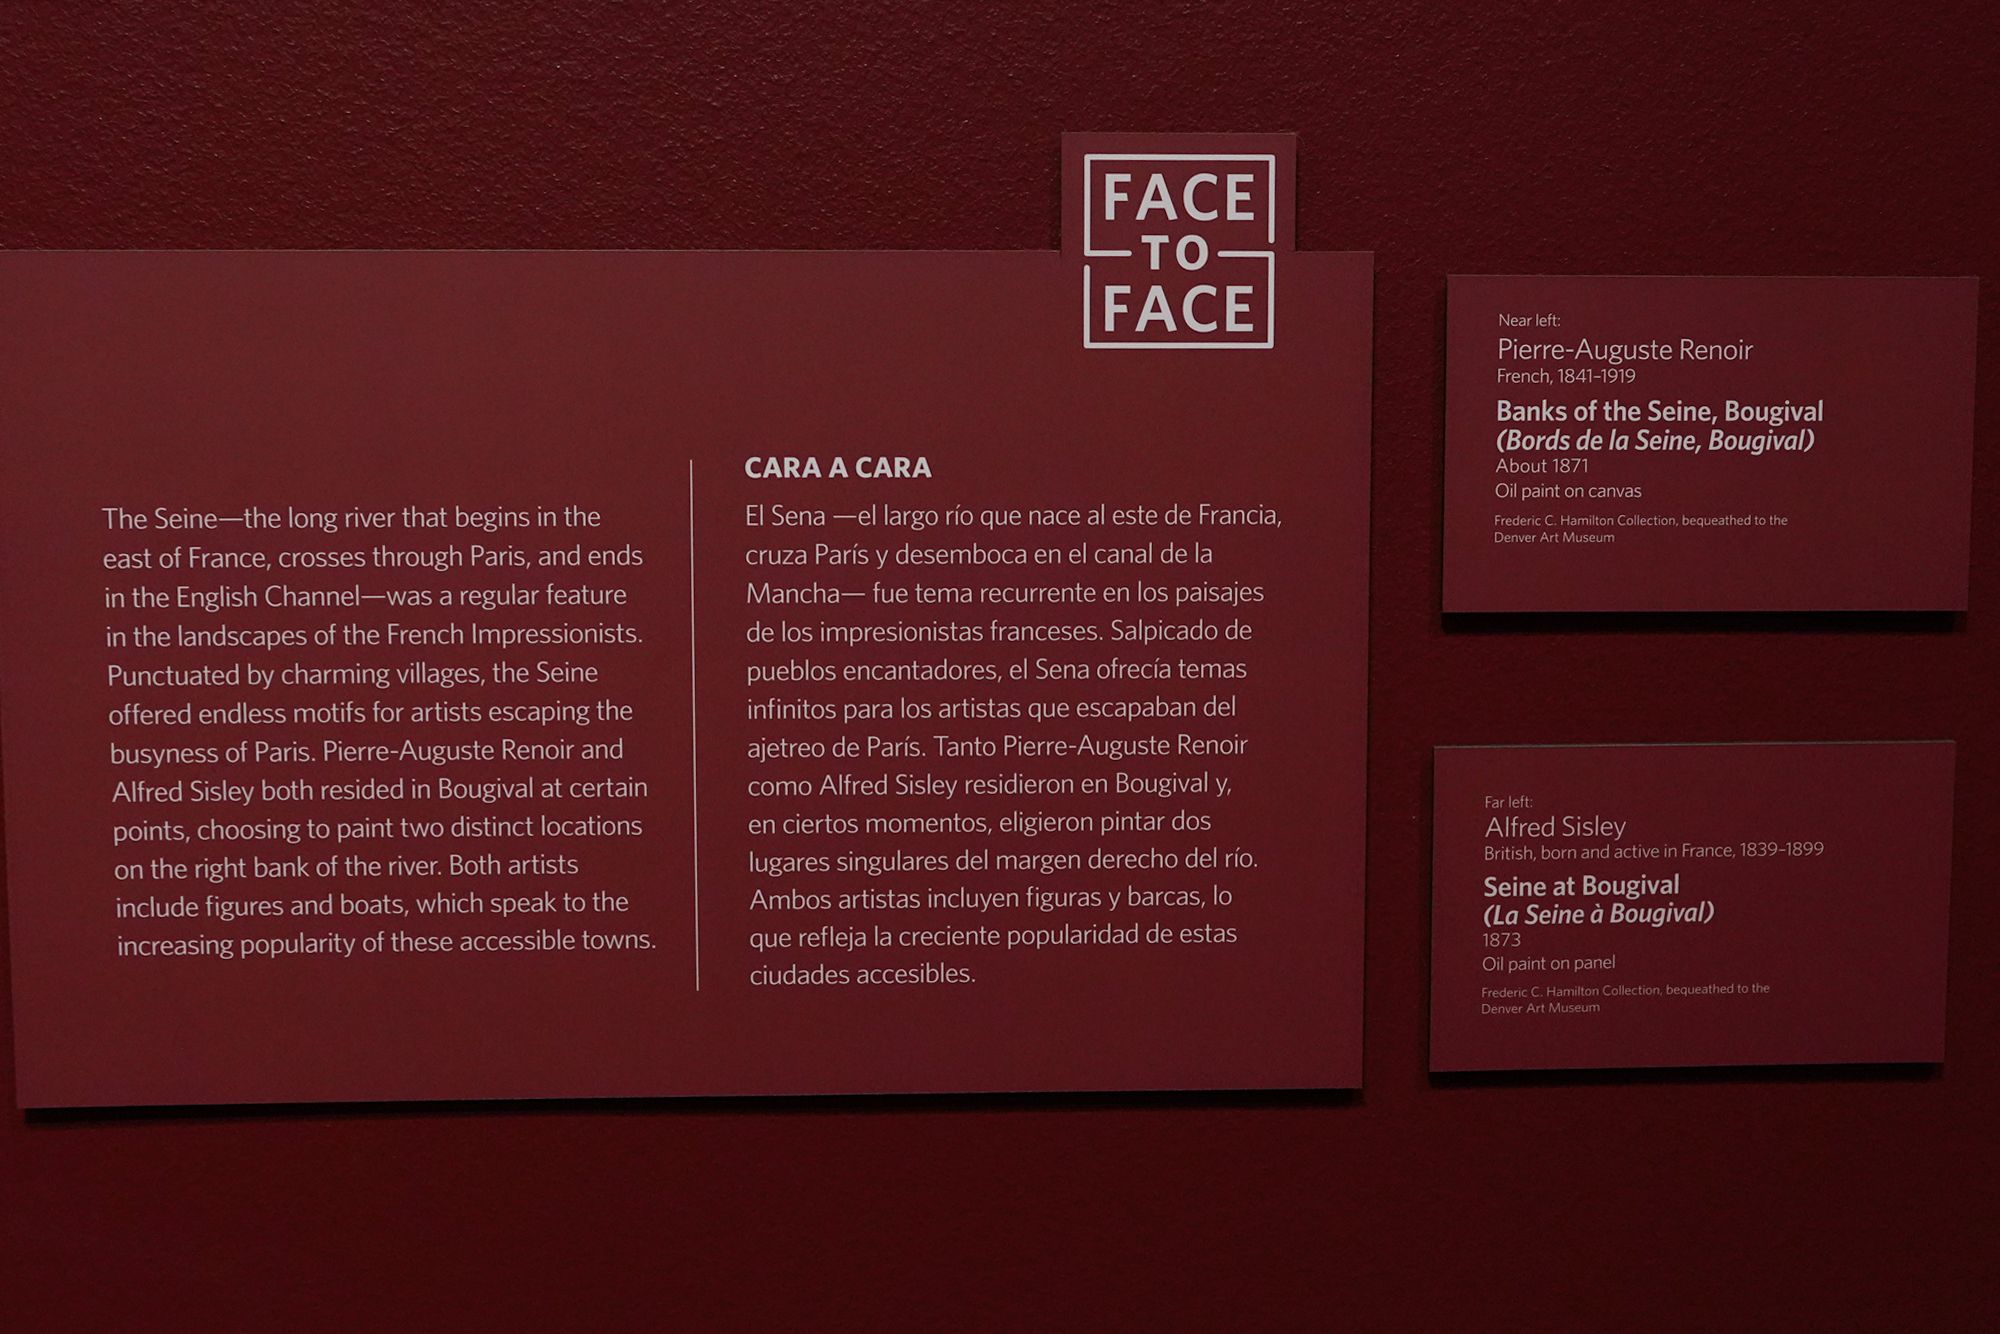 FACE
TO
FACE
The Seine—the long river that begins in the
east of France, crosses through Paris, and ends
in the English Channel—was a regular feature
in the landscapes of the French Impressionists.
Punctuated by charming villages, the Seine
offered endless motifs for artists escaping the
busyness of Paris. Pierre-Auguste Renoir and
Alfred Sisley both resided in Bougival at certain
points, choosing to paint two distinct locations
on the right bank of the river. Both artists
include figures and boats, which speak to the
increasing popularity of these accessible towns.
CARA A CARA
El Sena —el largo río que nace al este de Francia,
cruza París y desemboca en el canal de la
Mancha— fue tema recurrente en los paisajes
de los impresionistas franceses. Salpicado de
pueblos encantadores, el Sena ofrecía temas
infinitos para los artistas que escapaban del
ajetreo de París. Tanto Pierre-Auguste Renoir
como Alfred Sisley residieron en Bougival y,
en ciertos momentos, eligieron pintar dos
lugares singulares del margen derecho del río.
Ambos artistas incluyen figuras y barcas, lo
que refleja la creciente popularidad de estas
ciudades accesibles.
Near left:
Pierre-Auguste Renoir
French, 1841–1919
Banks of the Seine, Bougival
(Bords de la Seine, Bougival)
About 1871
Oil paint on canvas
Frederic C. Hamilton Collection, bequeathed to the
Denver Art Museum
Far left:
Alfred Sisley
British, born and active in France, 1839–1899
Seine at Bougival
(La Seine à Bougival)
1873
Oil paint on panel
Frederic C. Hamilton Collection, bequeathed to the
Denver Art Museum